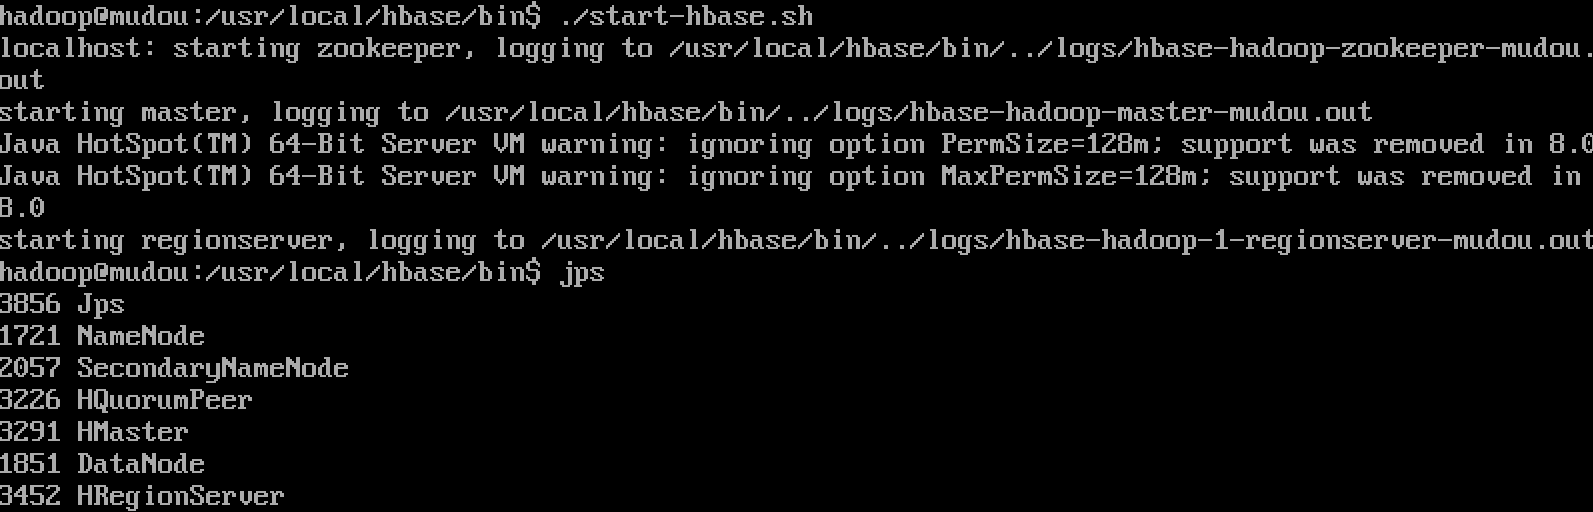 hadoop@mudou:/usr/local/hbase/bin$ ./start-hbase.sh
localhost: starting zookeeper, logging to /usr/local/hbase/bin/../logs/hbase-hadoop-zookeeper-mudou.
out
starting master, logging to /usr/local/hbase/bin/../logs/hbase-hadoop-master-mudou.out
Java HotSpot(TM) 64-Bit Server VM warning: ignoring option PermSize=128m; support was removed in 8.0
Java HotSpot(TM) 64-Bit Server VM warning: ignoring option MaxPermSize=128m; support was removed in
8.0
starting regionserver, logging to /usr/local/hbase/bin/../logs/hbase-hadoop-1-regionserver-mudou.out
hadoop@mudou:/usr/local/hbase/bin$ jps
3856 Jps
1721 NameNode
2057 SecondaryNameNode
3226 HQuorumPeer
3291 HMaster
1851 DataNode
3452 HRegionServer